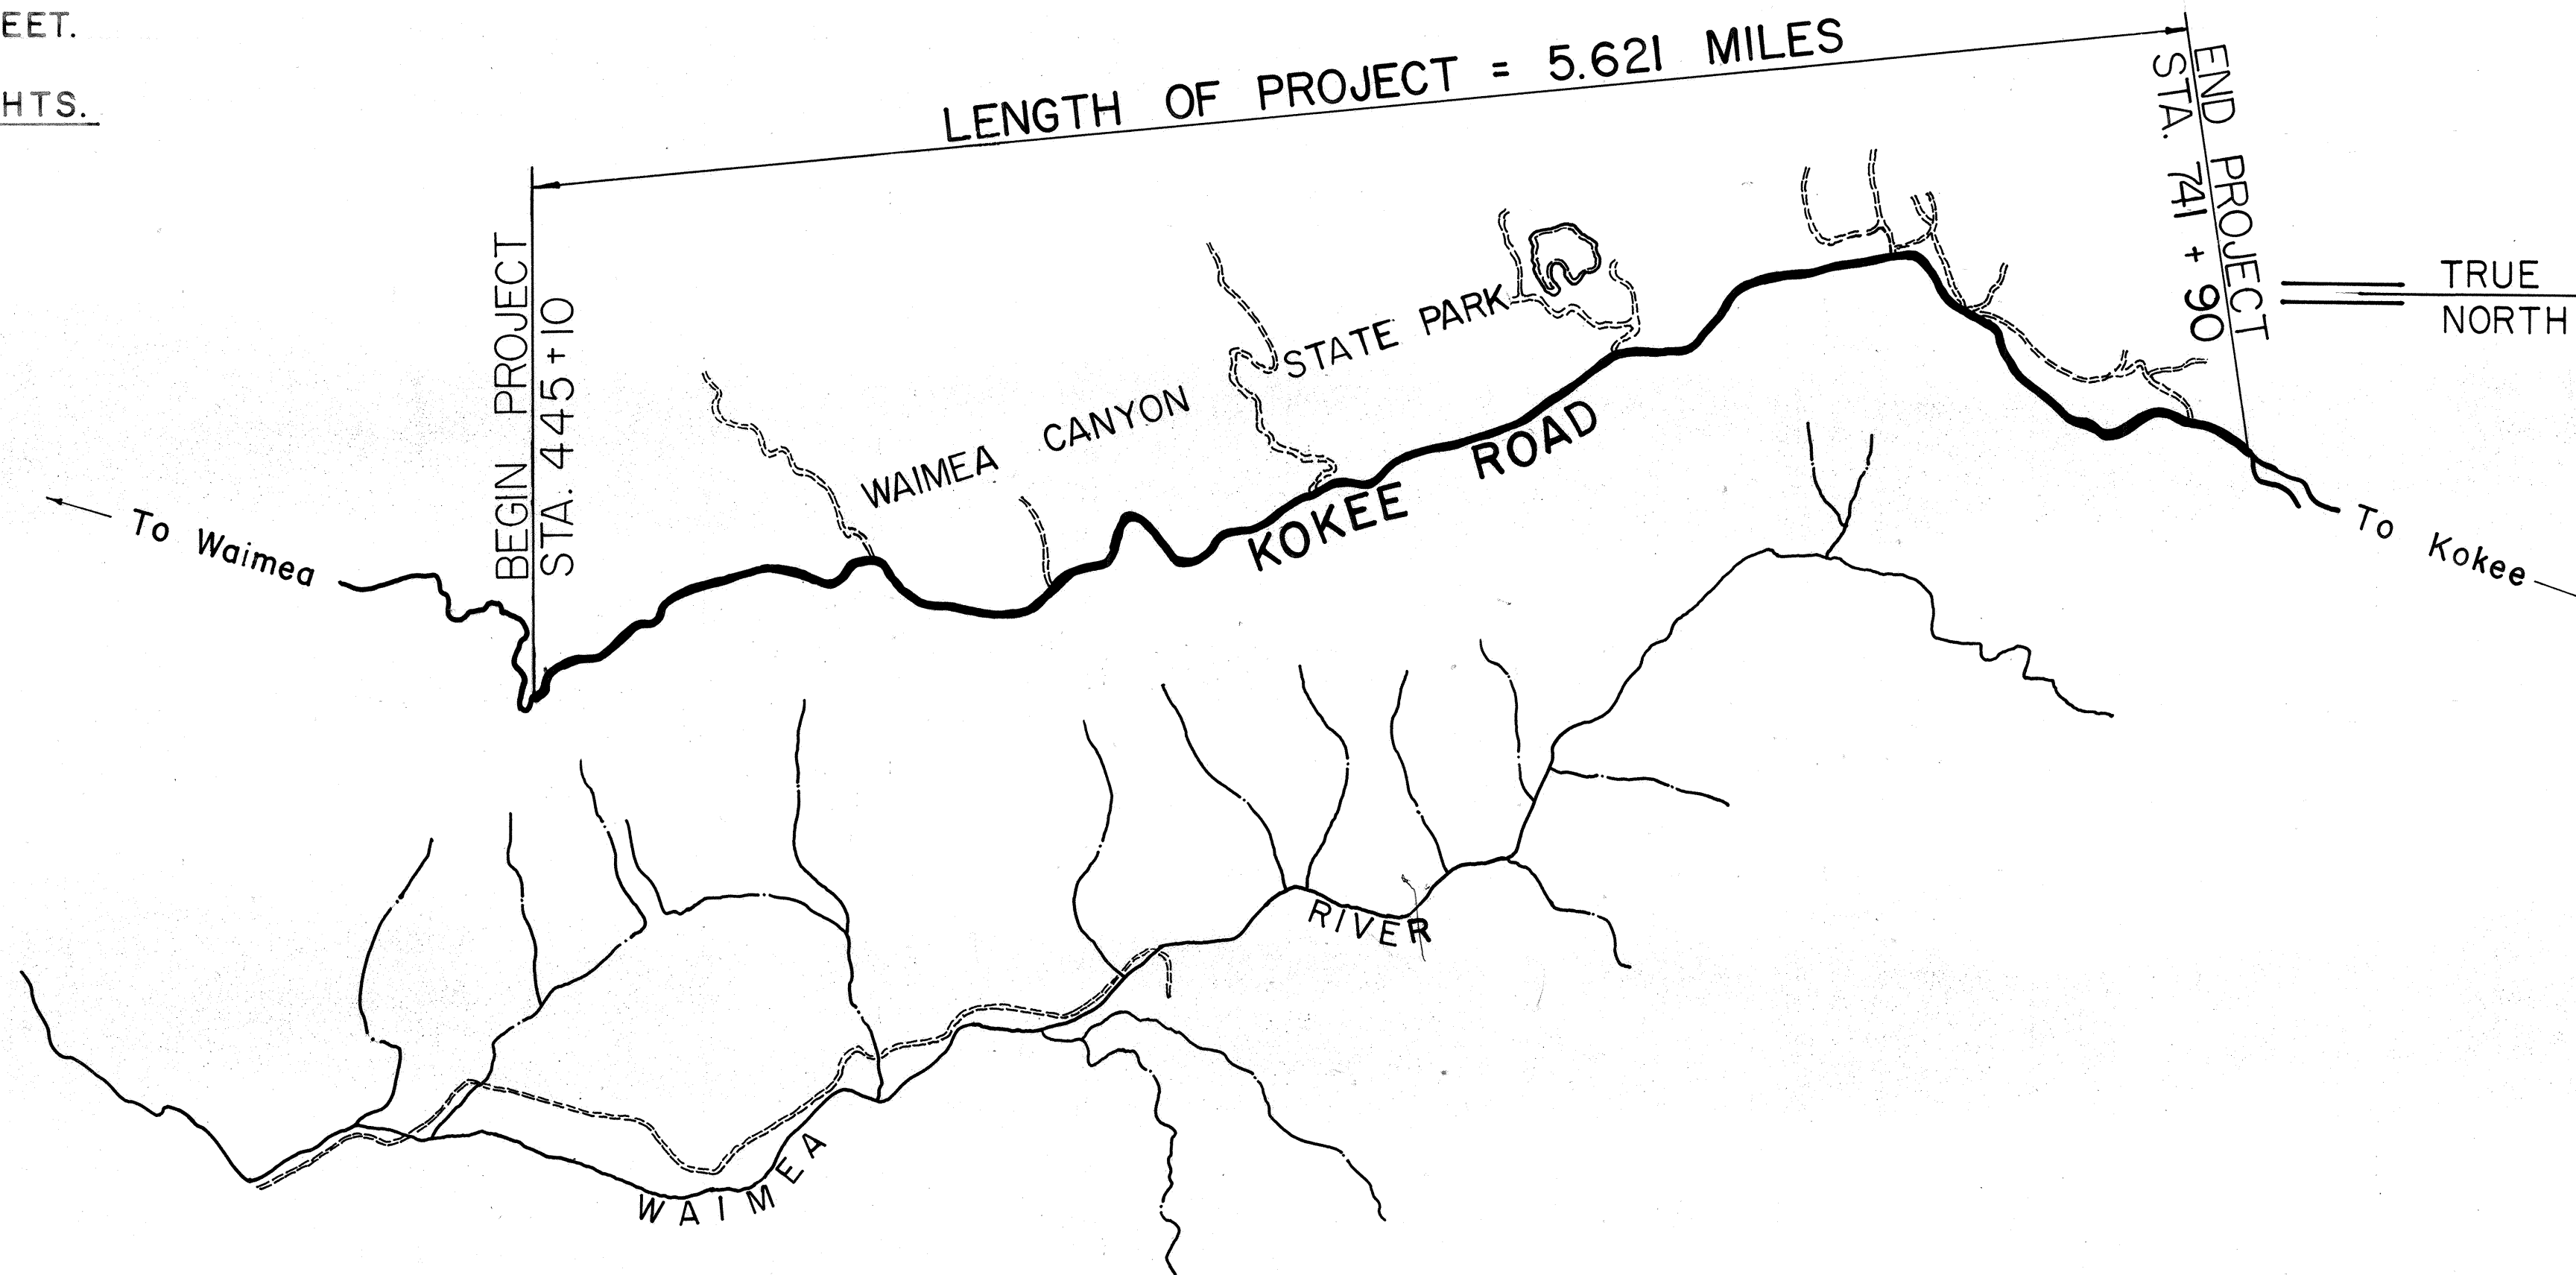 EET.
HTS.
LENGTH OF PROJECT = 5.621 MILES
BEGIN PROJECT
STA. 445+10
END PROJECT
STA. 741 + 90
TRUE
NORTH
WAIMEA CANYON STATE PARK
KOKEE ROAD
To Waimea
To Kokee
RIVER
WAIMEA